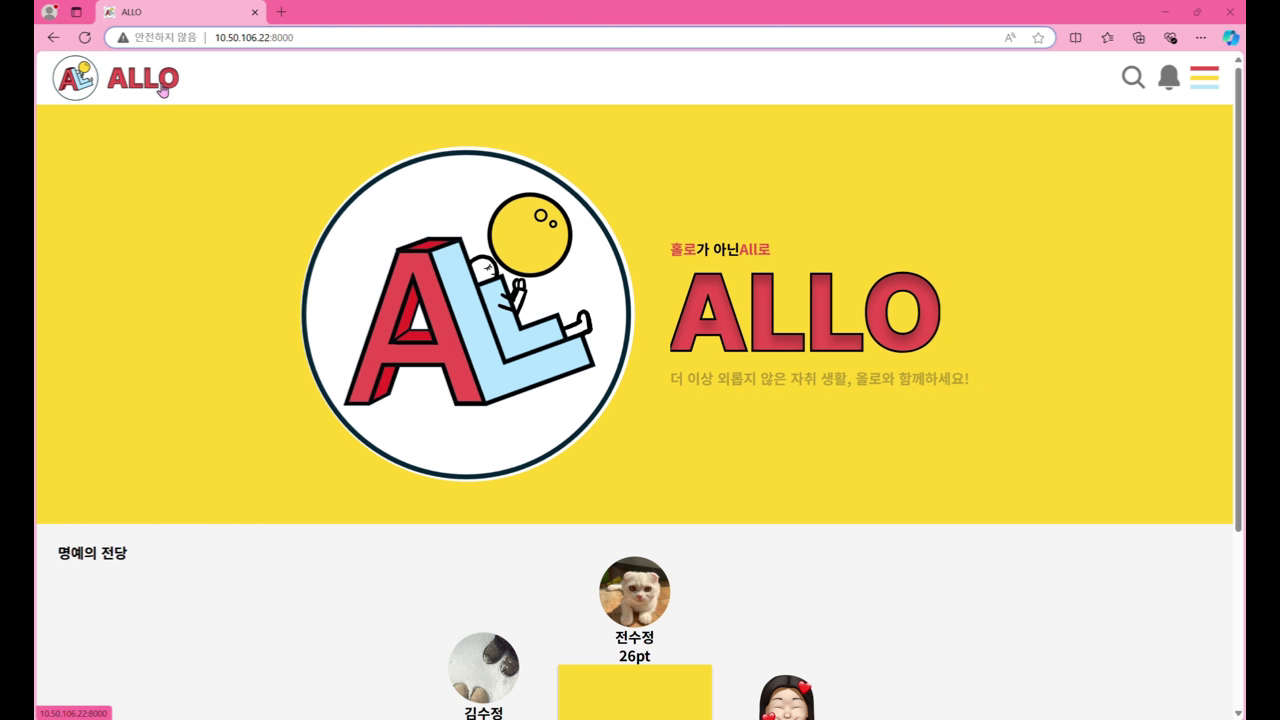 ALLO
안전하지 않음 | 10.50.106.22:8000
ALL ALLO
홀로가 아닌All로
ALLO
더 이상 외롭지 않은 자취 생활, 올로와 함께하세요!
ALL
명예의 전당
전수정
26pt
김수정
10.50.106.22:8000